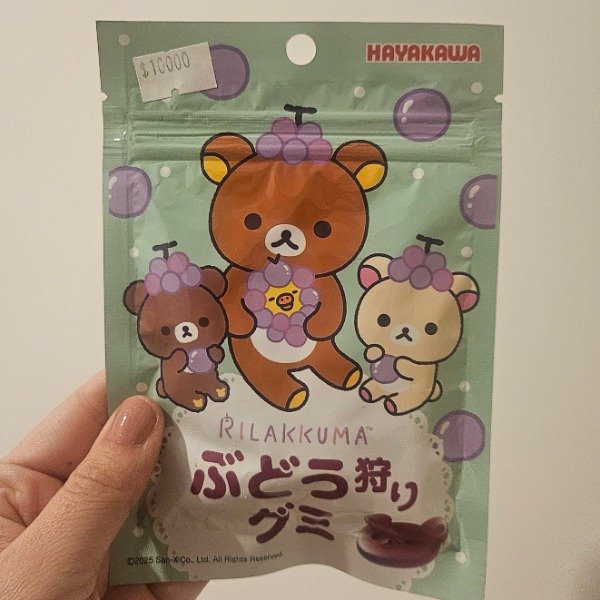 $10000
HAYAKAWA
RILAKKUMA™
ぶどう狩り
グミ
©2025 San-X Co., Ltd. All Rights Reserved.